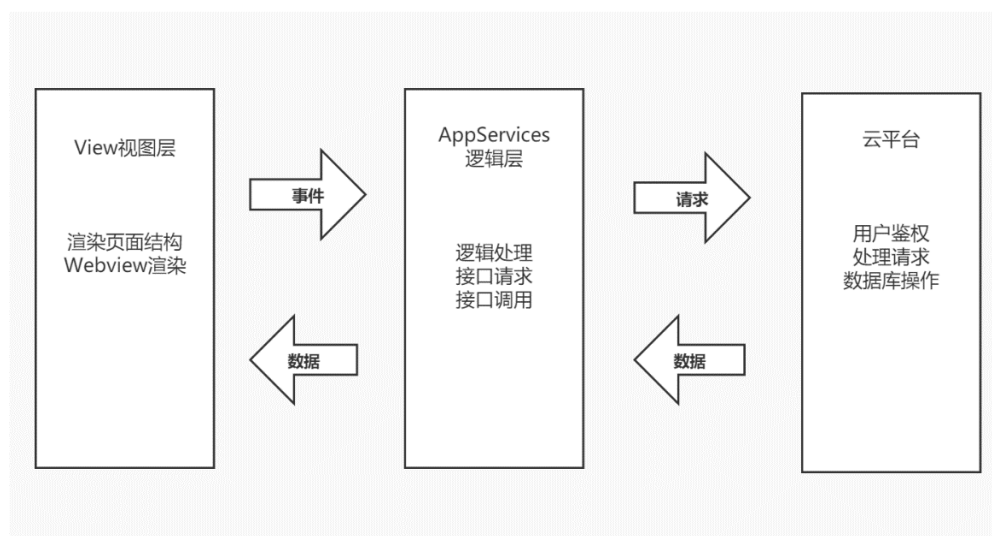 View视图层
渲染页面结构
Webview渲染
事件
数据
AppServices
逻辑层
逻辑处理
接口请求
接口调用
请求
数据
云平台
用户鉴权
处理请求
数据库操作